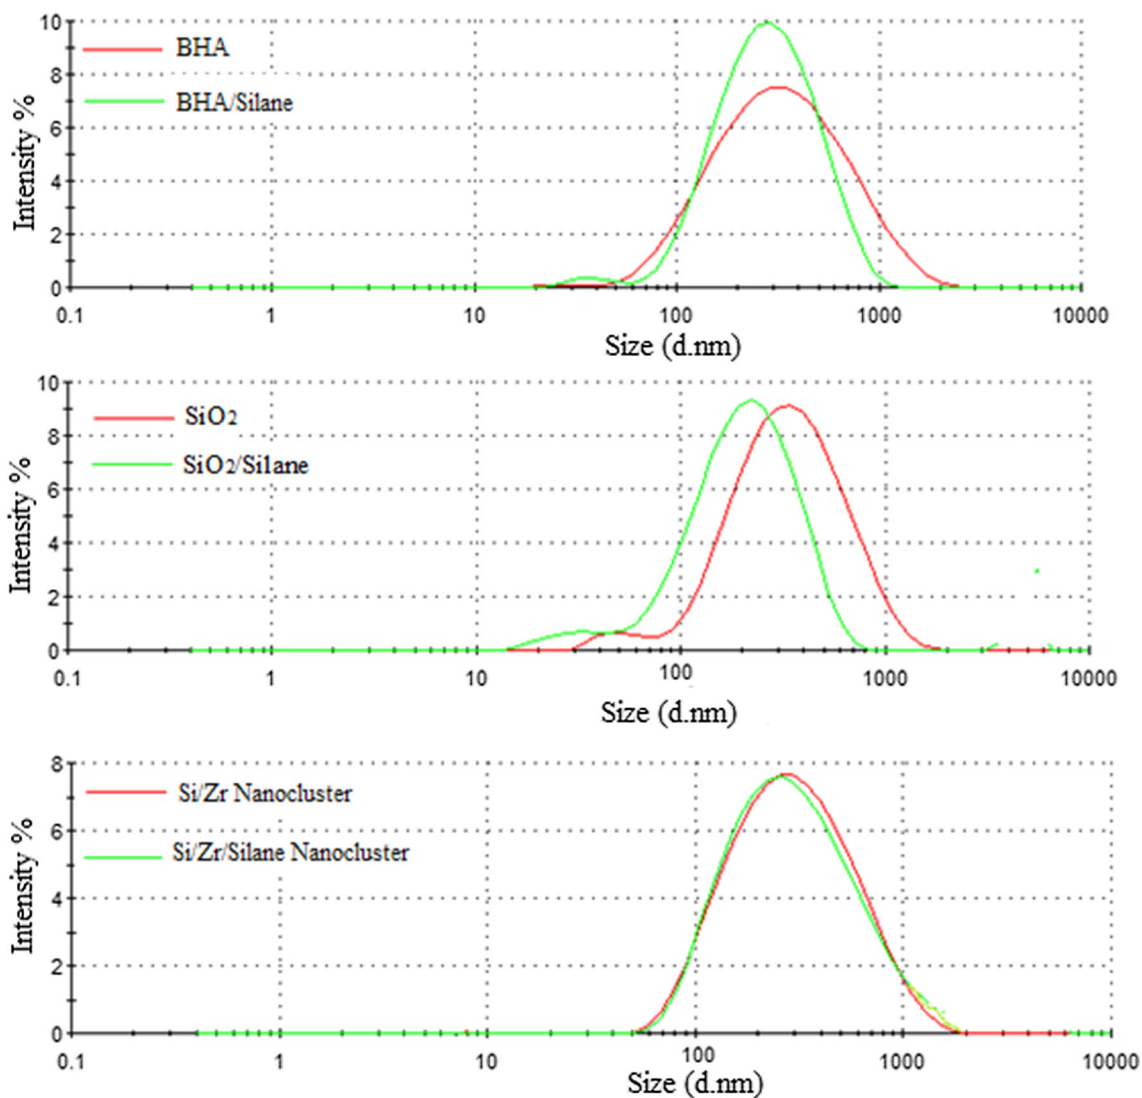 10
BHA
8
BHA/Silane
6
Intensity %
4
2
0
0.1 1 10 100 1000 10000
Size (d.nm)
10
SiO2
8
SiO2/Silane
6
Intensity %
4
2
0
0.1 1 10 100 1000 10000
Size (d.nm)
8
Si/Zr Nanocluster
6
Si/Zr/Silane Nanocluster
Intensity %
4
2
0
0.1 1 10 100 1000 10000
Size (d.nm)